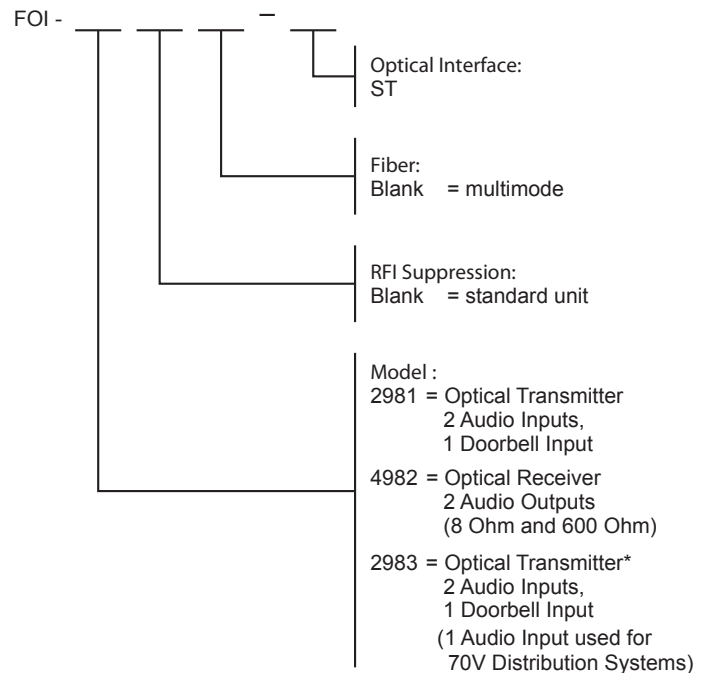 FOI -
–
Optical Interface:
ST
Fiber:
Blank = multimode
RFI Suppression:
Blank = standard unit
Model :
2981 = Optical Transmitter
2 Audio Inputs,
1 Doorbell Input
4982 = Optical Receiver
2 Audio Outputs
(8 Ohm and 600 Ohm)
2983 = Optical Transmitter*
2 Audio Inputs,
1 Doorbell Input
(1 Audio Input used for
70V Distribution Systems)